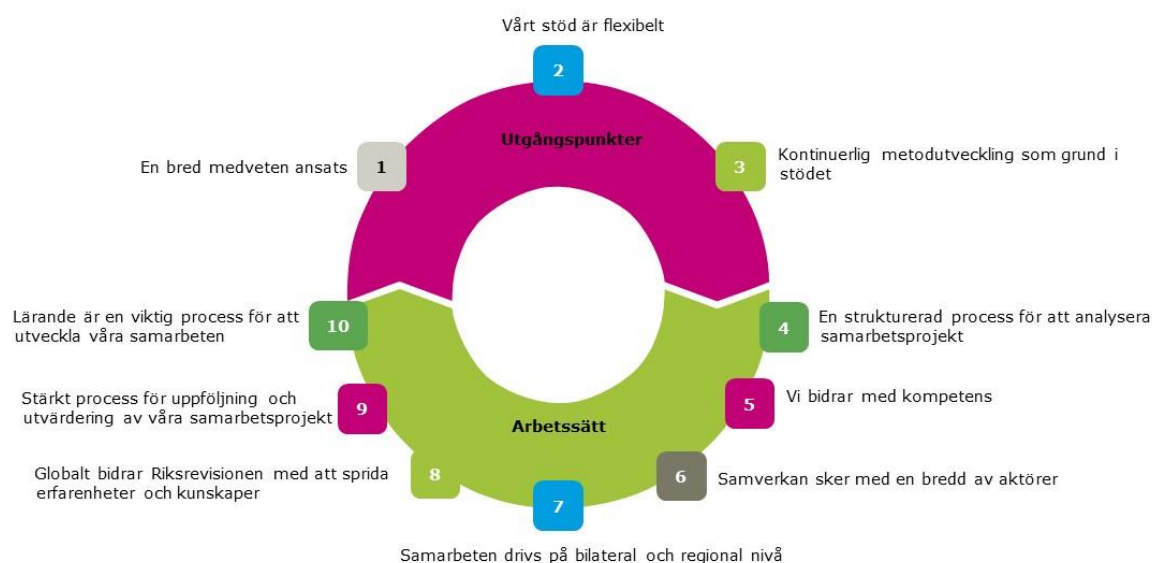 Vårt stöd är flexibelt
2
Utgångspunkter
En bred medveten ansats
1
3
Kontinuerlig metodutveckling som grund i
stödet
Lärande är en viktig process för att
utveckla våra samarbeten
10
4
En strukturerad process för att analysera
samarbetsprojekt
Stärkt process för uppföljning och
utvärdering av våra samarbetsprojekt
9
5
Vi bidrar med kompetens
Arbetssätt
Globalt bidrar Riksrevisionen med att sprida
erfarenheter och kunskaper
8
6
Samverkan sker med en bredd av aktörer
7
Samarbeten drivs på bilateral och regional nivå